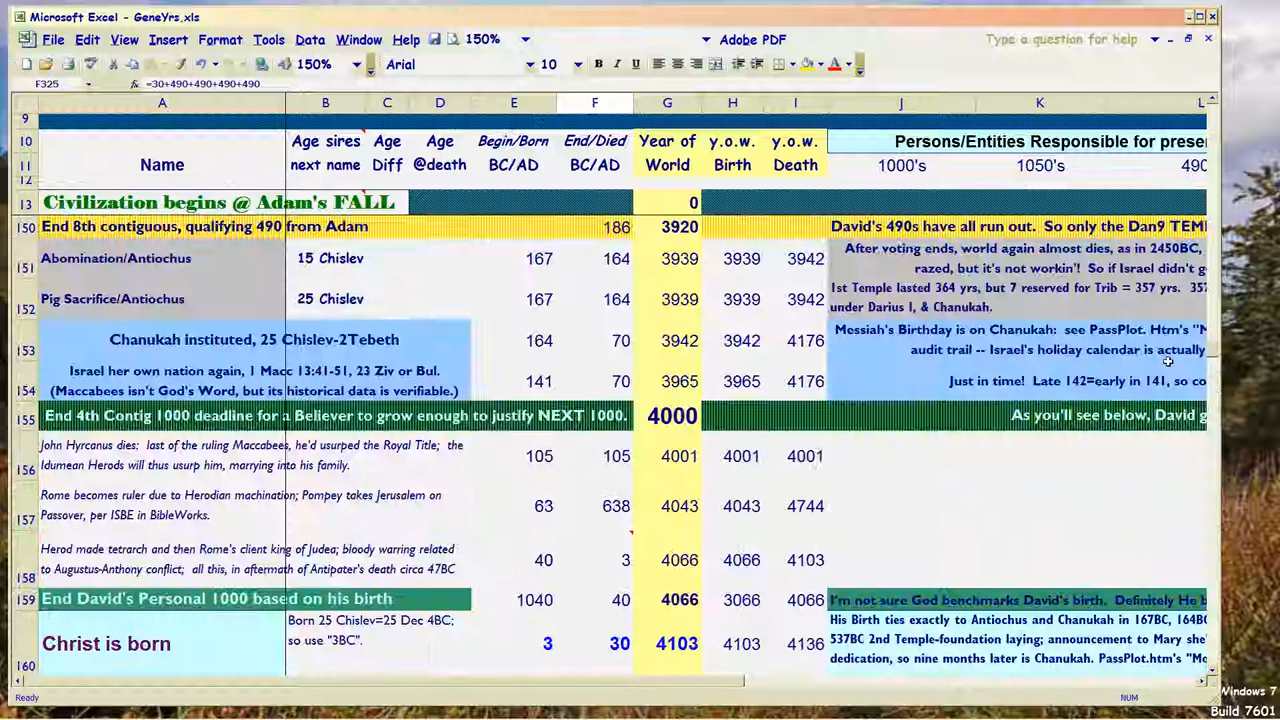 Microsoft Excel - GeneYrs.xls
File Edit View Insert Format Tools Data Window Help 150% Adobe PDF Type a question for help
150% Arial 10 B I U
F325 fx =30+490+490+490+490
A B C D E F G H I J K L
9
10 Age sires Age Age Begin/Born End/Died Year of y.o.w. y.o.w. Persons/Entities Responsible for prese
11 Name next name Diff @death BC/AD BC/AD World Birth Death 1000's 1050's 490
12
13 Civilization begins @ Adam's FALL 0
150 End 8th contiguous, qualifying 490 from Adam 186 3920 David's 490s have all run out. So only the Dan9 TEM
After voting ends, world again almost dies, as in 2450BC,
151 Abomination/Antiochus 15 Chislev 167 164 3939 3939 3942 razed, but it's not workin'! So if Israel didn't g
1st Temple lasted 364 yrs, but 7 reserved for Trib = 357 yrs. 357
152 Pig Sacrifice/Antiochus 25 Chislev 167 164 3939 3939 3942 under Darius I, & Chanukah.
Messiah's Birthday is on Chanukah: see PassPlot. Htm's "M
153 Chanukah instituted, 25 Chislev-2Tebeth 164 70 3942 3942 4176 audit trail -- Israel's holiday calendar is actually
Israel her own nation again, 1 Macc 13:41-51, 23 Ziv or Bul.
154 (Maccabees isn't God's Word, but its historical data is verifiable.) 141 70 3965 3965 4176 Just in time! Late 142=early in 141, so co
155 End 4th Contig 1000 deadline for a Believer to grow enough to justify NEXT 1000. 4000 As you'll see below, David g
John Hyrcanus dies: last of the ruling Maccabees, he'd usurped the Royal Title; the
156 Idumean Herods will thus usurp him, marrying into his family. 105 105 4001 4001 4001
Rome becomes ruler due to Herodian machination; Pompey takes Jerusalem on
157 Passover, per ISBE in BibleWorks. 63 638 4043 4043 4744
Herod made tetrarch and then Rome's client king of Judea; bloody warring related
158 to Augustus-Anthony conflict; all this, in aftermath of Antipater's death circa 47BC 40 3 4066 4066 4103
159 End David's Personal 1000 based on his birth 1040 40 4066 3066 4066 I'm not sure God benchmarks David's birth. Definitely He b
Born 25 Chislev=25 Dec 4BC; His Birth ties exactly to Antiochus and Chanukah in 167BC, 164BC
160 Christ is born so use "3BC". 3 30 4103 4103 4136 537BC 2nd Temple-foundation laying; announcement to Mary she'
dedication, so nine months later is Chanukah. PassPlot.htm's "Mo
Ready NUM
Windows 7
Build 7601